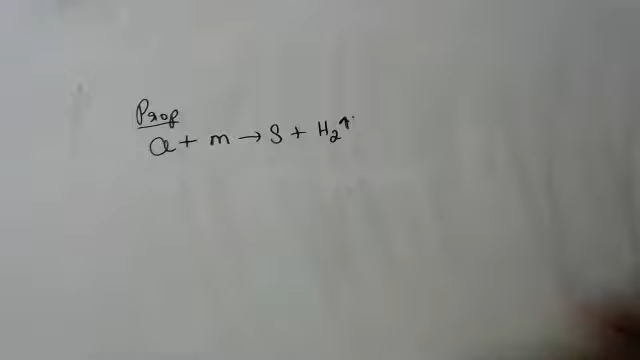 Prop
a + m → S + H₂↑